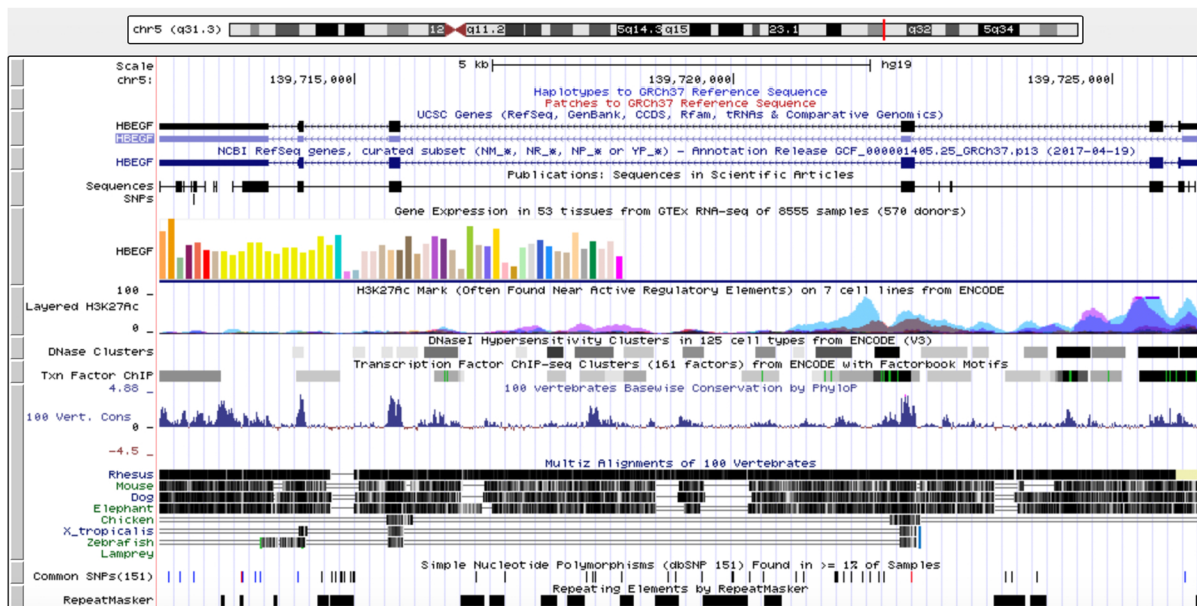 chr5 (q31.3) 12 q11.2 5q14.3 q15 23.1 q32 5q34
Scale 5 kb hg19
chr5: 139,715,000 139,720,000 139,725,000
Haplotypes to GRCh37 Reference Sequence
Patches to GRCh37 Reference Sequence
UCSC Genes (RefSeq, GenBank, CCDS, Rfam, tRNAs & Comparative Genomics)
HBEGF
HBEGF
NCBI RefSeq genes, curated subset (NM_*, NR_*, NP_* or YP_*) - Annotation Release GCF_000001405.25_GRCh37.p13 (2017-04-19)
HBEGF
Publications: Sequences in Scientific Articles
Sequences
SNPs
Gene Expression in 53 tissues from GTEx RNA-seq of 8555 samples (570 donors)
HBEGF
H3K27Ac Mark (Often Found Near Active Regulatory Elements) on 7 cell lines from ENCODE
100 _
Layered H3K27Ac
0 _
DNaseI Hypersensitivity Clusters in 125 cell types from ENCODE (V3)
DNase Clusters
Transcription Factor ChIP-seq Clusters (161 factors) from ENCODE with Factorbook Motifs
Txn Factor ChIP
100 vertebrates Basewise Conservation by PhyloP
4.88 _
100 Vert. Cons
0 _
-4.5 _
Multiz Alignments of 100 Vertebrates
Rhesus
Mouse
Dog
Elephant
Chicken
X_tropicalis
Zebrafish
Lamprey
Simple Nucleotide Polymorphisms (dbSNP 151) Found in >= 1% of Samples
Common SNPs(151)
Repeating Elements by RepeatMasker
RepeatMasker